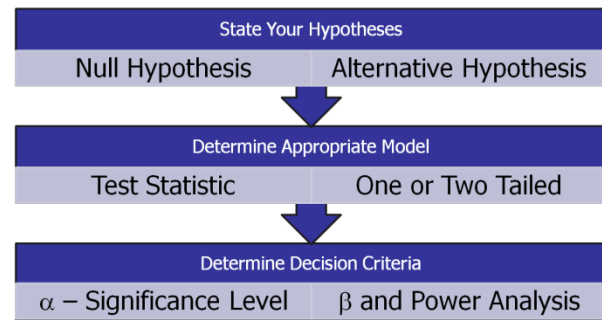 State Your Hypotheses
Null Hypothesis Alternative Hypothesis
Determine Appropriate Model
Test Statistic One or Two Tailed
Determine Decision Criteria
α – Significance Level β and Power Analysis